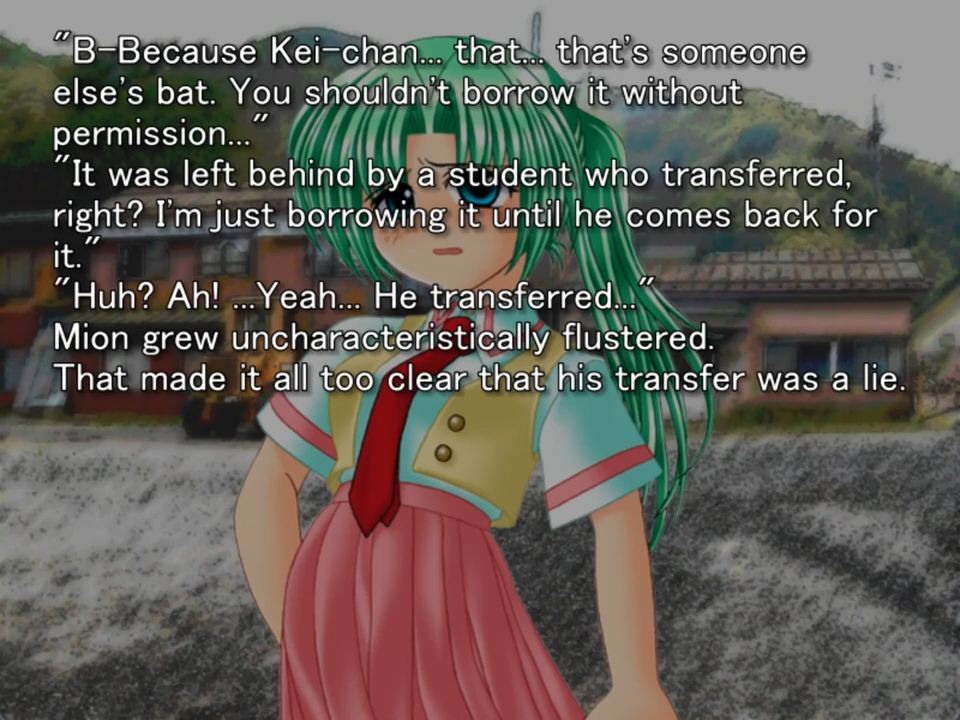 "B-Because Kei-chan... that... that's someone
else's bat. You shouldn't borrow it without
permission..."
"It was left behind by a student who transferred,
right? I'm just borrowing it until he comes back for
it."
"Huh? Ah! ...Yeah... He transferred..."
Mion grew uncharacteristically flustered.
That made it all too clear that his transfer was a lie.